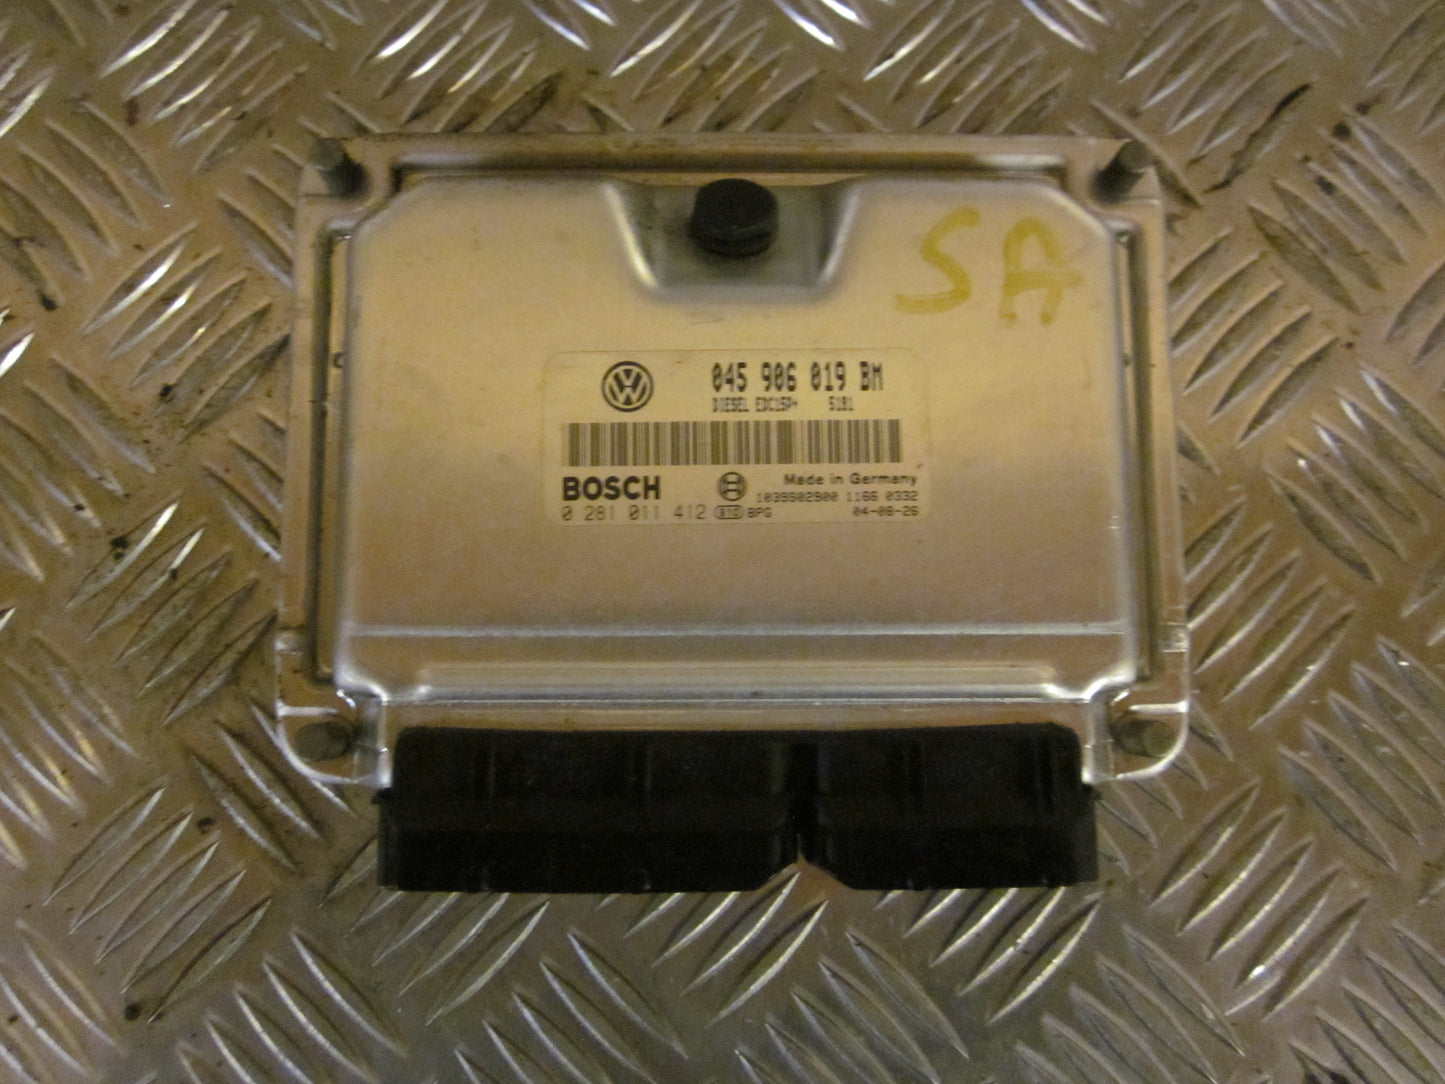 SA
VW
045 906 019 BM
DIESEL EDC15P+ 5181
BOSCH Made in Germany
1039S02900 1166 0332
0 281 011 412 BPG 04-08-26